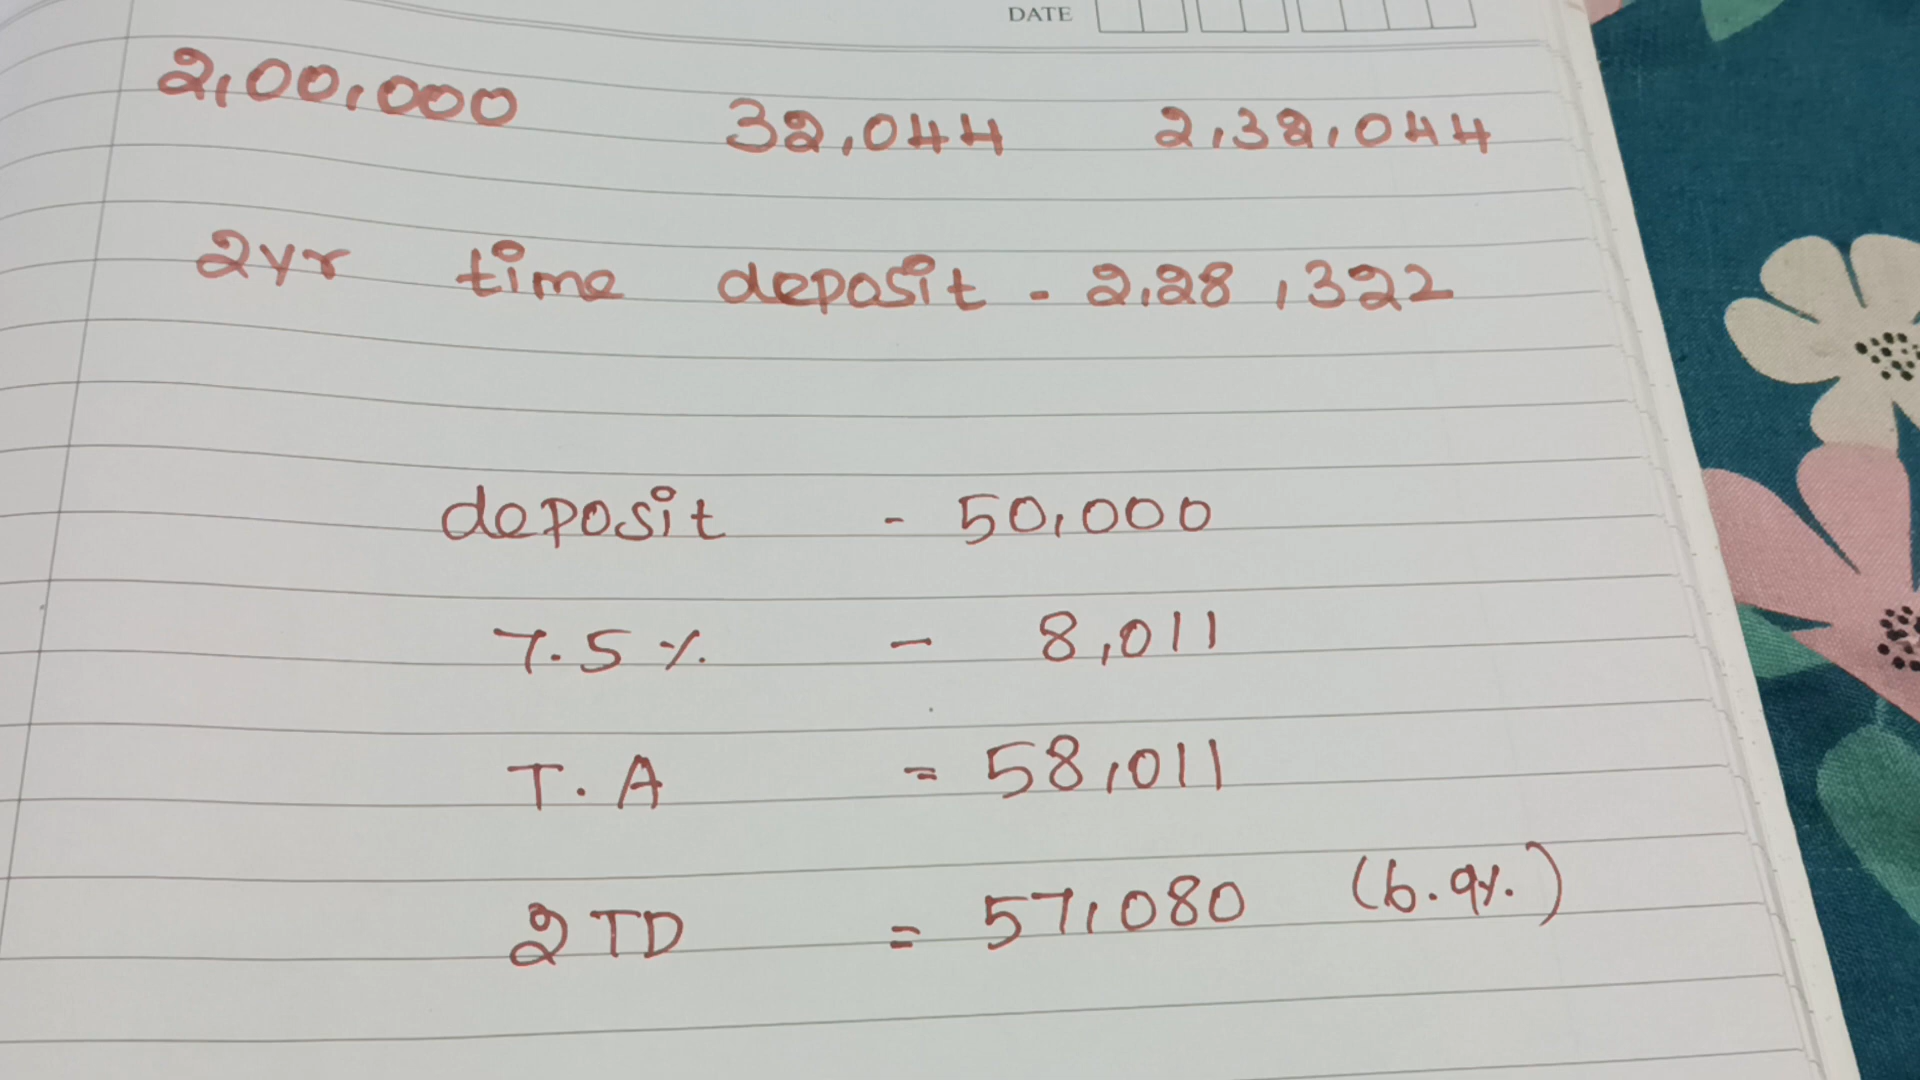 DATE
2,00,000 32,044 2,32,044
2yr time deposit - 2,28,322
deposit - 50,000
7.5% - 8,011
T.A = 58,011
2TD = 57,080 (6.9%)